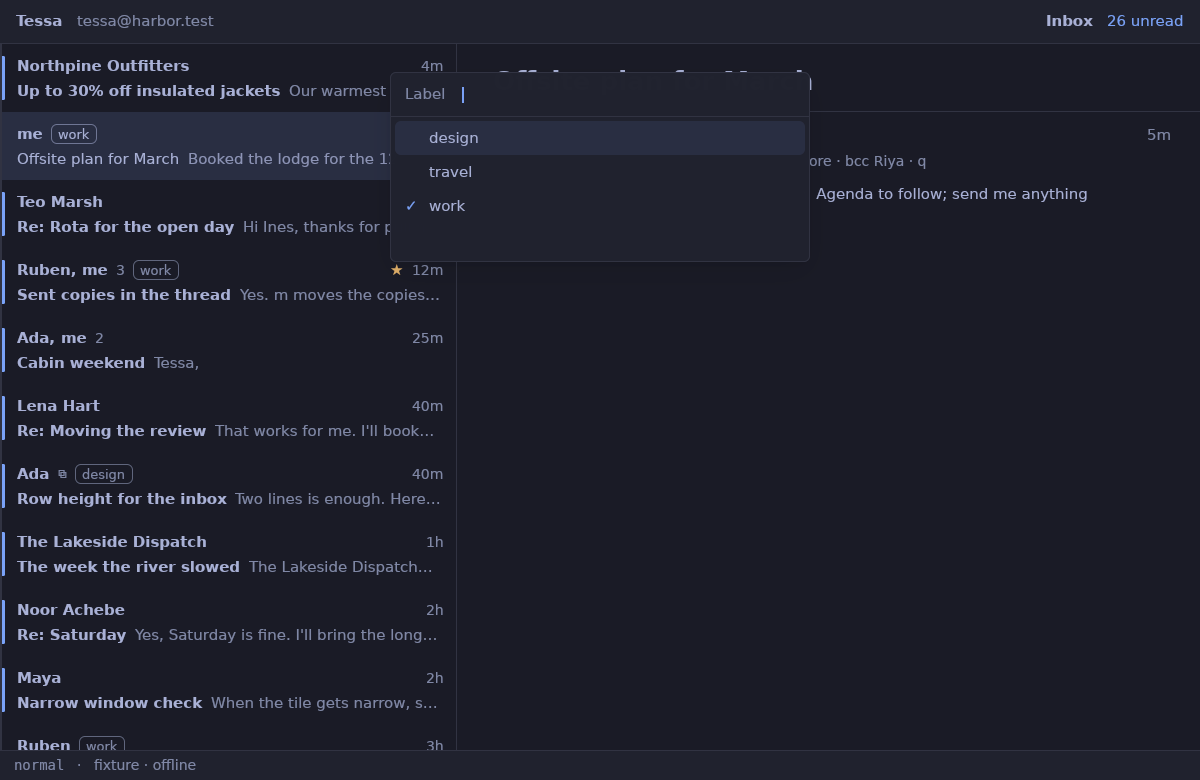 Tessa tessa@harbor.test Inbox 26 unread
Northpine Outfitters 4m
Up to 30% off insulated jackets Our warmest
me work
Offsite plan for March Booked the lodge for the
Teo Marsh
Re: Rota for the open day Hi Ines, thanks for
Ruben, me 3 work ★ 12m
Sent copies in the thread Yes. m moves the copies…
Ada, me 2 25m
Cabin weekend Tessa,
Lena Hart 40m
Re: Moving the review That works for me. I'll book…
Ada design 40m
Row height for the inbox Two lines is enough. Here…
The Lakeside Dispatch 1h
The week the river slowed The Lakeside Dispatch…
Noor Achebe 2h
Re: Saturday Yes, Saturday is fine. I'll bring the long…
Maya 2h
Narrow window check When the tile gets narrow, s…
Ruben work 3h
Label
design
travel
✓ work
5m
· bcc Riya · q
Agenda to follow; send me anything
normal · fixture · offline